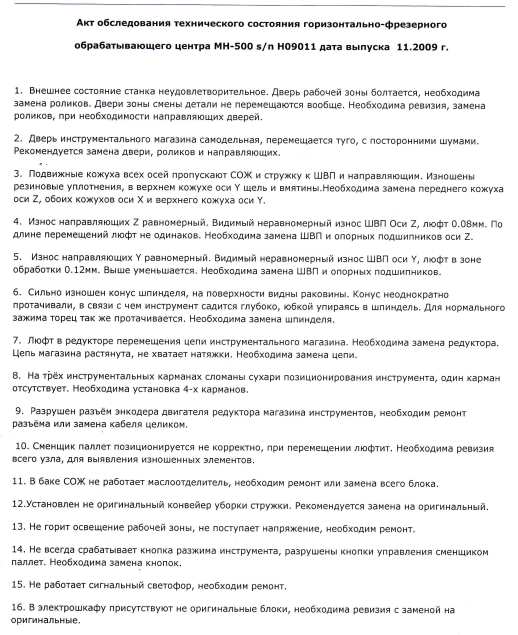 Акт обследования технического состояния горизонтально-фрезерного
обрабатывающего центра МН-500 s/n Н09011 дата выпуска 11.2009 г.
1. Внешнее состояние станка неудовлетворительное. Дверь рабочей зоны болтается, необходима
замена роликов. Двери зоны смены детали не перемещаются вообще. Необходима ревизия, замена
роликов, при необходимости направляющих дверей.
2. Дверь инструментального магазина самодельная, перемещается туго, с посторонними шумами.
Рекомендуется замена двери, роликов и направляющих.
3. Подвижные кожуха всех осей пропускают СОЖ и стружку к ШВП и направляющим. Изношены
резиновые уплотнения, в верхнем кожухе оси Y щель и вмятины.Необходима замена переднего кожуха
оси Z, обоих кожухов оси X и верхнего кожуха оси Y.
4. Износ направляющих Z равномерный. Видимый неравномерный износ ШВП Оси Z, люфт 0.08мм. По
длине перемещений люфт не одинаков. Необходима замена ШВП и опорных подшипников оси Z.
5. Износ направляющих Y равномерный. Видимый неравномерный износ ШВП оси Y, люфт в зоне
обработки 0.12мм. Выше уменьшается. Необходима замена ШВП и опорных подшипников.
6. Сильно изношен конус шпинделя, на поверхности видны раковины. Конус неоднократно
протачивали, в связи с чем инструмент садится глубоко, юбкой упираясь в шпиндель. Для нормального
зажима торец так же протачивается. Необходима замена шпинделя.
7. Люфт в редукторе перемещения цепи инструментального магазина. Необходима замена редуктора.
Цепь магазина растянута, не хватает натяжки. Необходима замена цепи.
8. На трёх инструментальных карманах сломаны сухари позиционирования инструмента, один карман
отсутствует. Необходима установка 4-х карманов.
9. Разрушен разъём энкодера двигателя редуктора магазина инструментов, необходим ремонт
разъёма или замена кабеля целиком.
10. Сменщик паллет позиционируется не корректно, при перемещении люфтит. Необходима ревизия
всего узла, для выявления изношенных элементов.
11. В баке СОЖ не работает маслоотделитель, необходим ремонт или замена всего блока.
12.Установлен не оригинальный конвейер уборки стружки. Рекомендуется замена на оригинальный.
13. Не горит освещение рабочей зоны, не поступает напряжение, необходим ремонт.
14. Не всегда срабатывает кнопка разжима инструмента, разрушены кнопки управления сменщиком
паллет. Необходима замена кнопок.
15. Не работает сигнальный светофор, необходим ремонт.
16. В электрошкафу присутствуют не оригинальные блоки, необходима ревизия с заменой на
оригинальные.